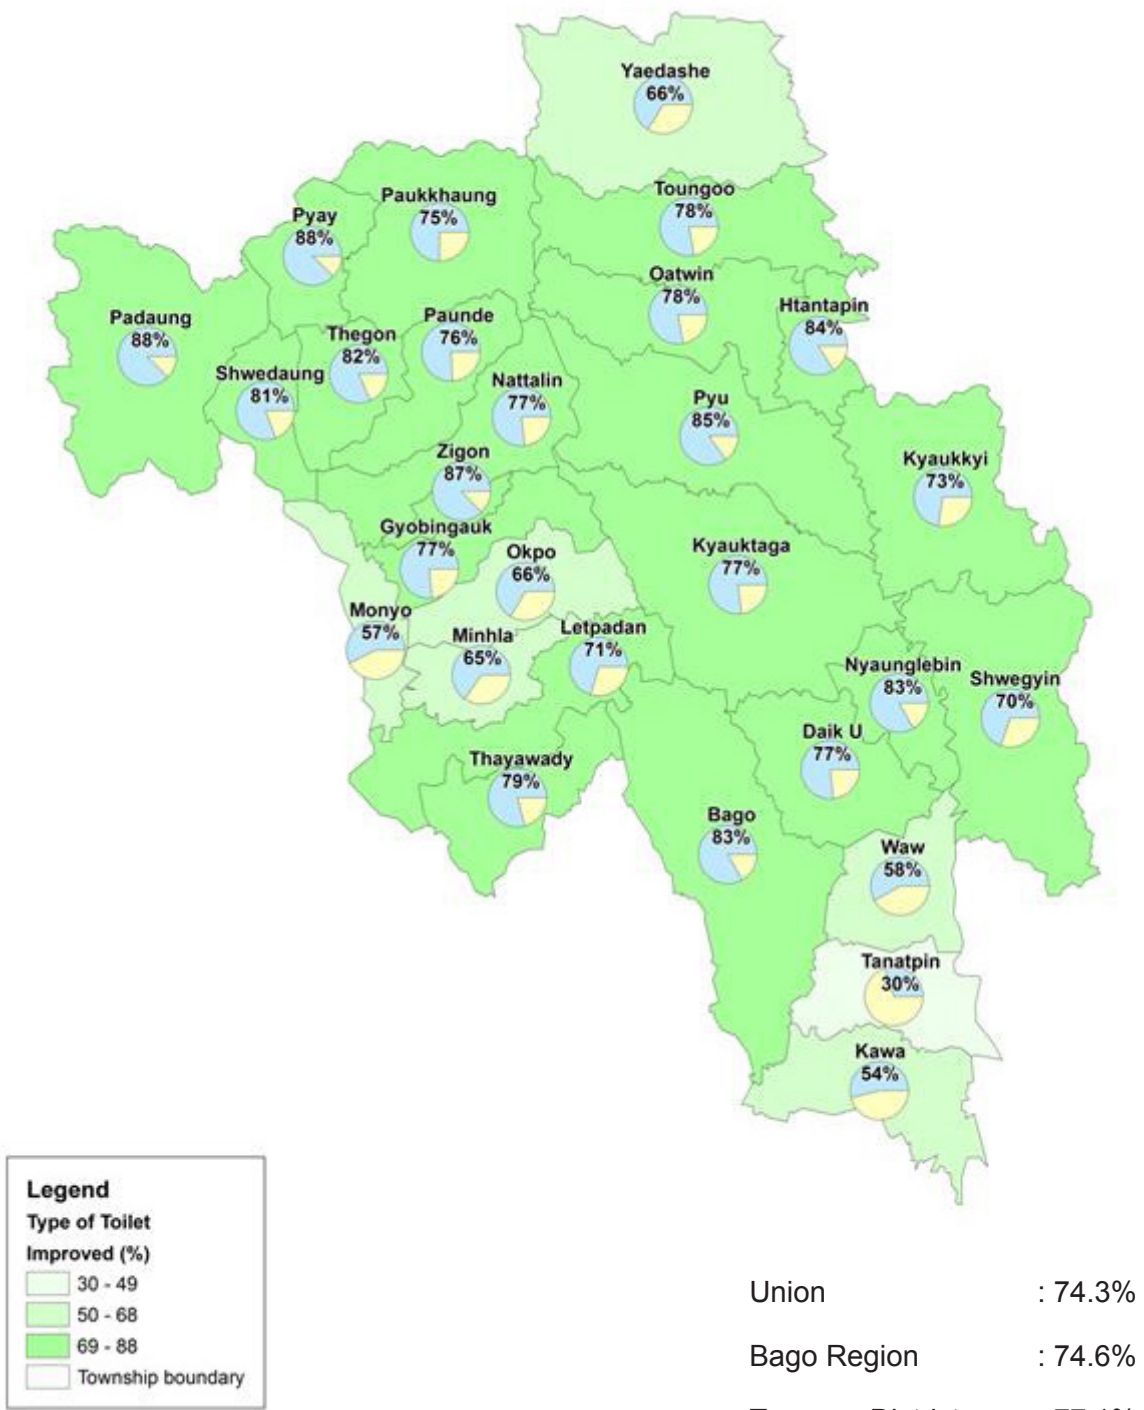 Yaedashe
66%
Toungoo
78%
Paukkhaung
75%
Pyay
88%
Oatwin
78%
Htantapin
84%
Padaung
88%
Paunde
76%
Thegon
82%
Shwedaung
81%
Nattalin
77%
Pyu
85%
Zigon
87%
Kyaukkyi
73%
Gyobingauk
77%
Okpo
66%
Kyauktaga
77%
Monyo
57%
Minhla
65%
Letpadan
71%
Nyaunglebin
83%
Shwegyin
70%
Daik U
77%
Thayawady
79%
Bago
83%
Waw
58%
Tanatpin
30%
Kawa
54%
Legend
Type of Toilet
Improved (%)
30 - 49
50 - 68
69 - 88
Township boundary
Union : 74.3%
Bago Region : 74.6%